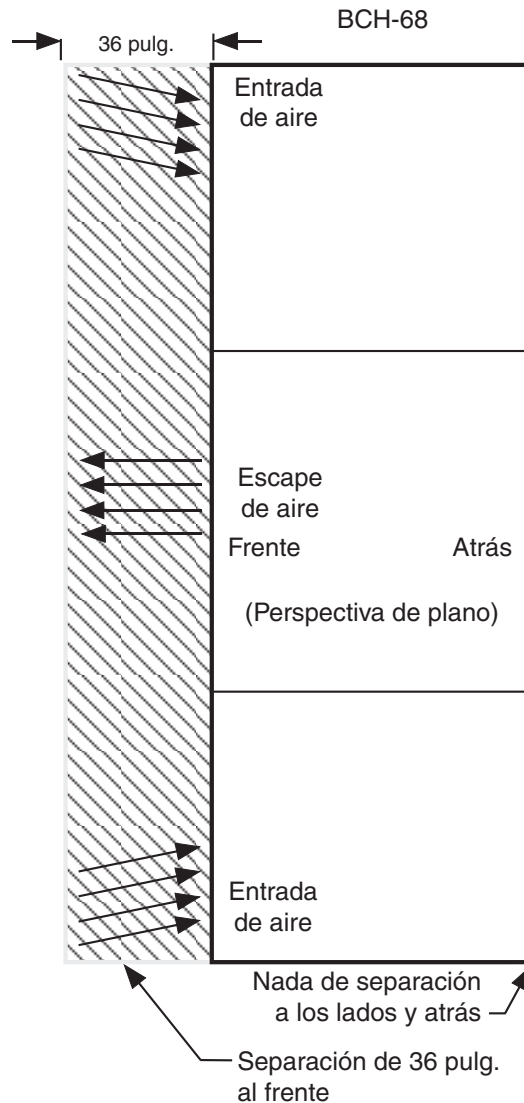 BCH-68
36 pulg.
Entrada
de aire
Escape
de aire
Frente
Atrás
(Perspectiva de plano)
Entrada
de aire
Nada de separación
a los lados y atrás
Separación de 36 pulg.
al frente